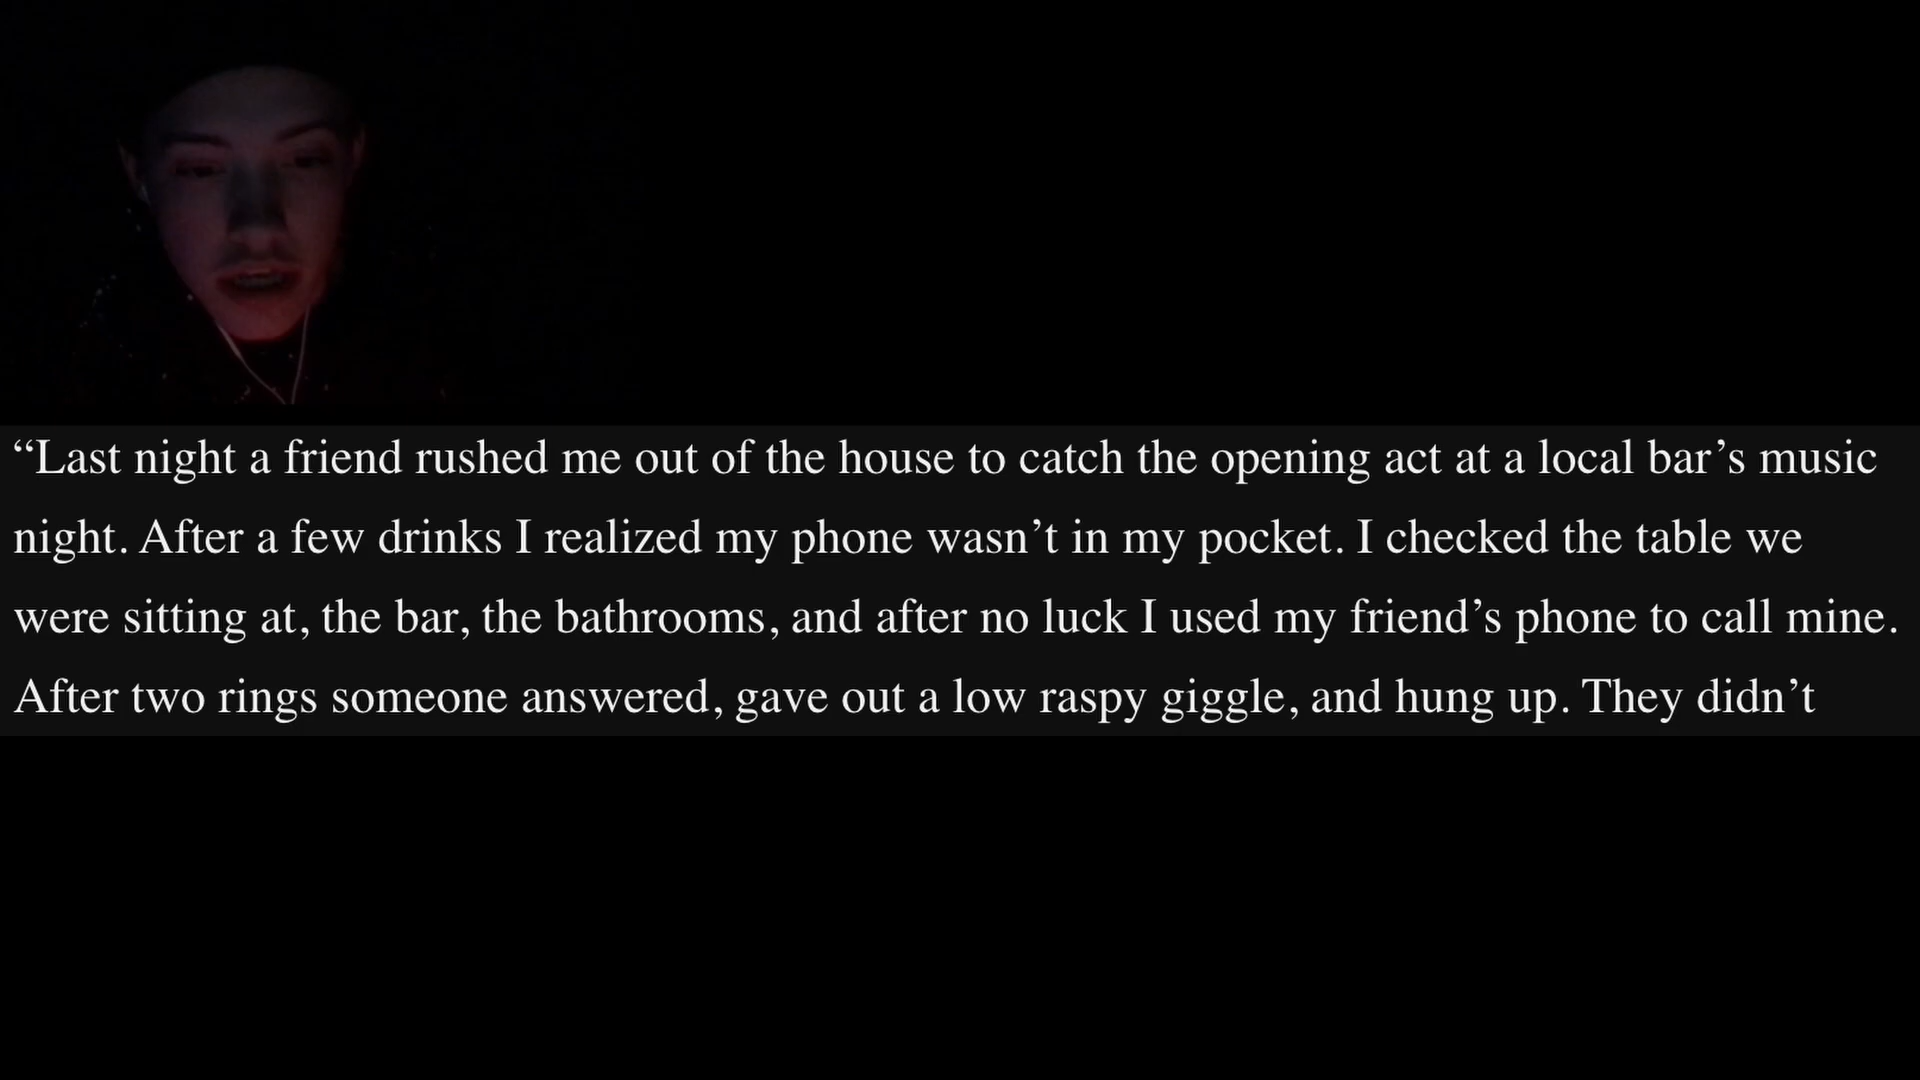 “Last night a friend rushed me out of the house to catch the opening act at a local bar’s music
night. After a few drinks I realized my phone wasn’t in my pocket. I checked the table we
were sitting at, the bar, the bathrooms, and after no luck I used my friend’s phone to call mine.
After two rings someone answered, gave out a low raspy giggle, and hung up. They didn’t